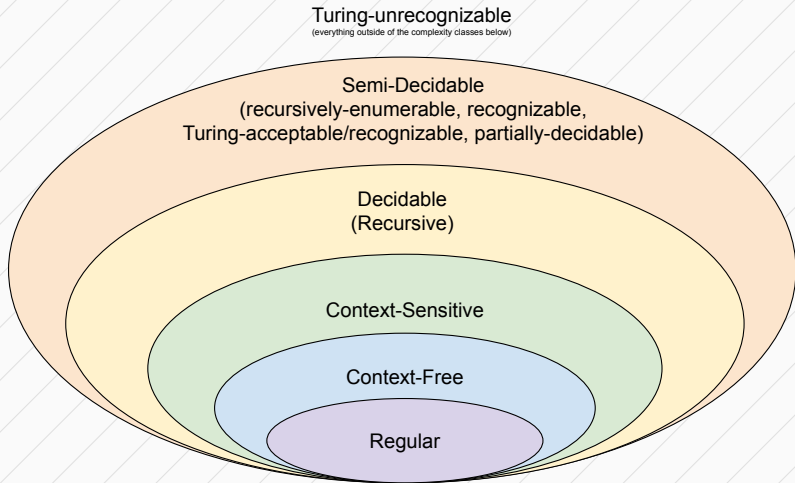 Turing-unrecognizable
(everything outside of the complexity classes below)
Semi-Decidable
(recursively-enumerable, recognizable,
Turing-acceptable/recognizable, partially-decidable)
Decidable
(Recursive)
Context-Sensitive
Context-Free
Regular